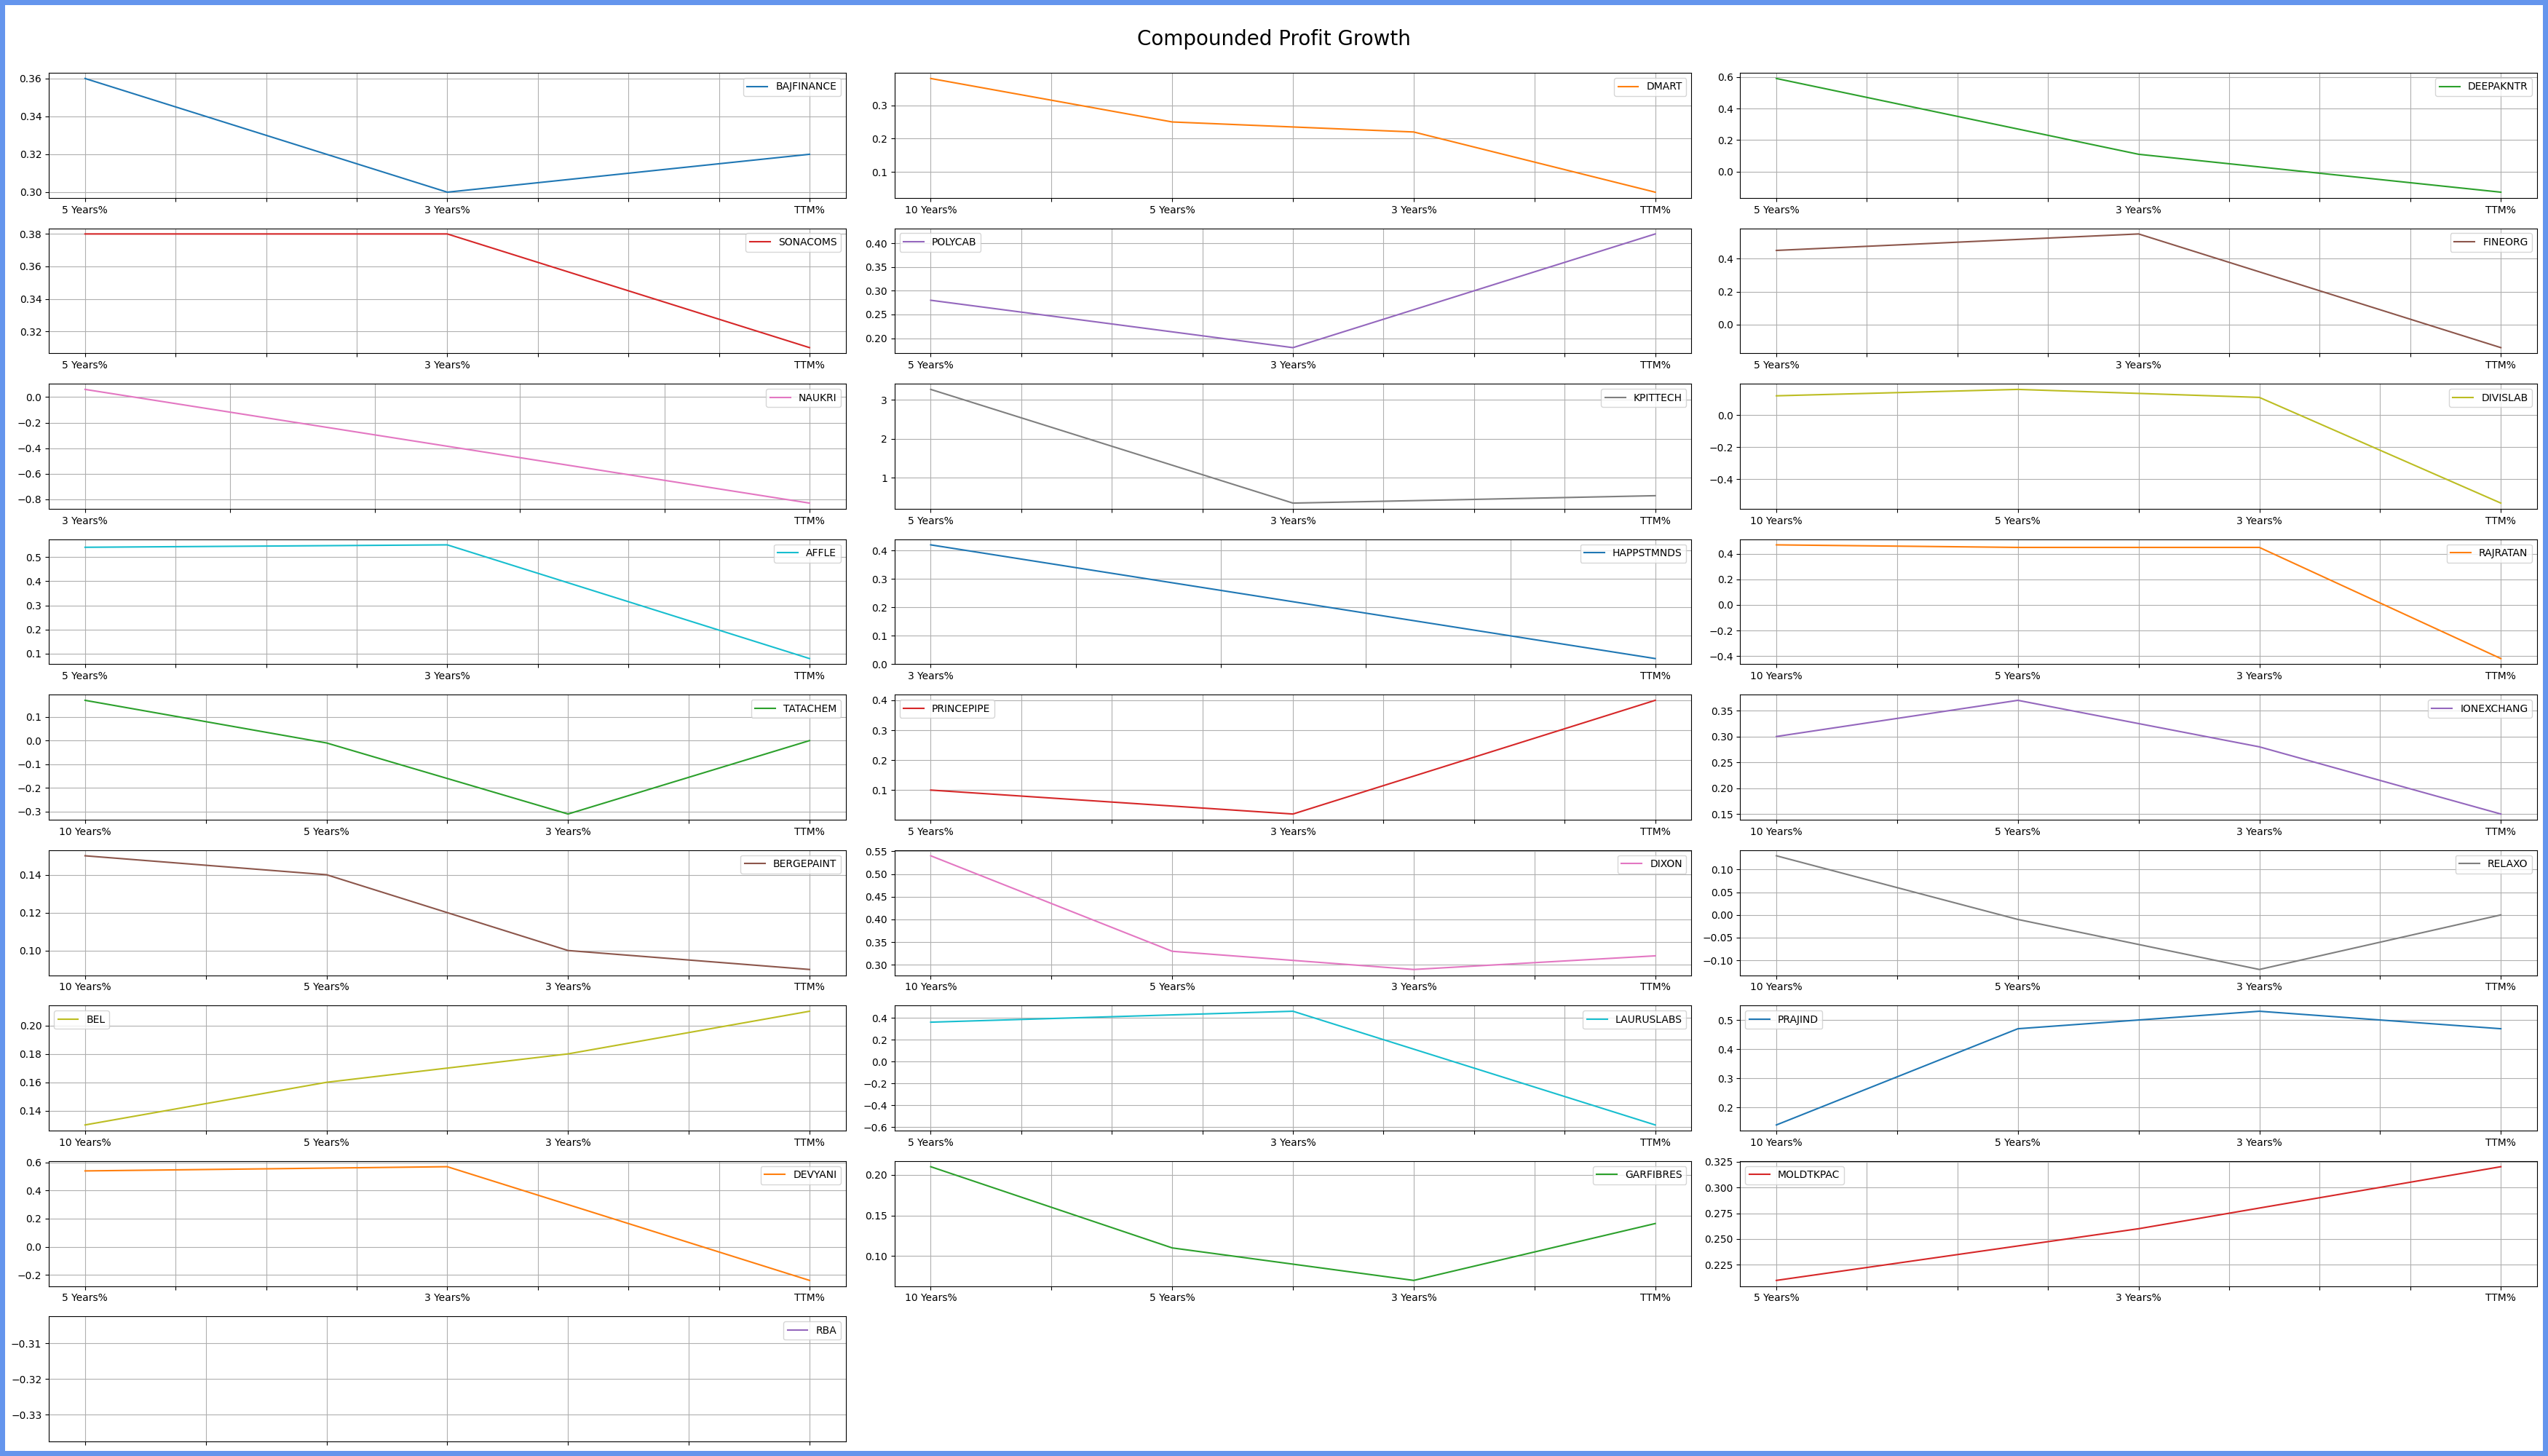 Compounded Profit Growth
0.36 0.34 0.32 0.30
BAJFINANCE
5 Years% 3 Years% TTM%
0.3 0.2 0.1
DMART
10 Years% 5 Years% 3 Years% TTM%
0.6 0.4 0.2 0.0
DEEPAKNTR
5 Years% 3 Years% TTM%
0.38 0.36 0.34 0.32
SONACOMS
5 Years% 3 Years% TTM%
0.40 0.35 0.30 0.25 0.20
POLYCAB
5 Years% 3 Years% TTM%
0.4 0.2 0.0
FINEORG
5 Years% 3 Years% TTM%
0.0 −0.2 −0.4 −0.6 −0.8
NAUKRI
3 Years% TTM%
3 2 1
KPITTECH
5 Years% 3 Years% TTM%
0.0 −0.2 −0.4
DIVISLAB
10 Years% 5 Years% 3 Years% TTM%
0.5 0.4 0.3 0.2 0.1
AFFLE
5 Years% 3 Years% TTM%
0.4 0.3 0.2 0.1 0.0
HAPPSTMNDS
3 Years% TTM%
0.4 0.2 0.0 −0.2 −0.4
RAJRATAN
10 Years% 5 Years% 3 Years% TTM%
0.1 0.0 −0.1 −0.2 −0.3
TATACHEM
10 Years% 5 Years% 3 Years% TTM%
0.4 0.3 0.2 0.1
PRINCEPIPE
5 Years% 3 Years% TTM%
0.35 0.30 0.25 0.20 0.15
IONEXCHANG
10 Years% 5 Years% 3 Years% TTM%
0.14 0.12 0.10
BERGEPAINT
10 Years% 5 Years% 3 Years% TTM%
0.55 0.50 0.45 0.40 0.35 0.30
DIXON
10 Years% 5 Years% 3 Years% TTM%
0.10 0.05 0.00 −0.05 −0.10
RELAXO
10 Years% 5 Years% 3 Years% TTM%
0.20 0.18 0.16 0.14
BEL
10 Years% 5 Years% 3 Years% TTM%
0.4 0.2 0.0 −0.2 −0.4 −0.6
LAURUSLABS
5 Years% 3 Years% TTM%
0.5 0.4 0.3 0.2
PRAJIND
10 Years% 5 Years% 3 Years% TTM%
0.6 0.4 0.2 0.0 −0.2
DEVYANI
5 Years% 3 Years% TTM%
0.20 0.15 0.10
GARFIBRES
10 Years% 5 Years% 3 Years% TTM%
0.325 0.300 0.275 0.250 0.225
MOLDTKPAC
5 Years% 3 Years% TTM%
−0.31 −0.32 −0.33
RBA